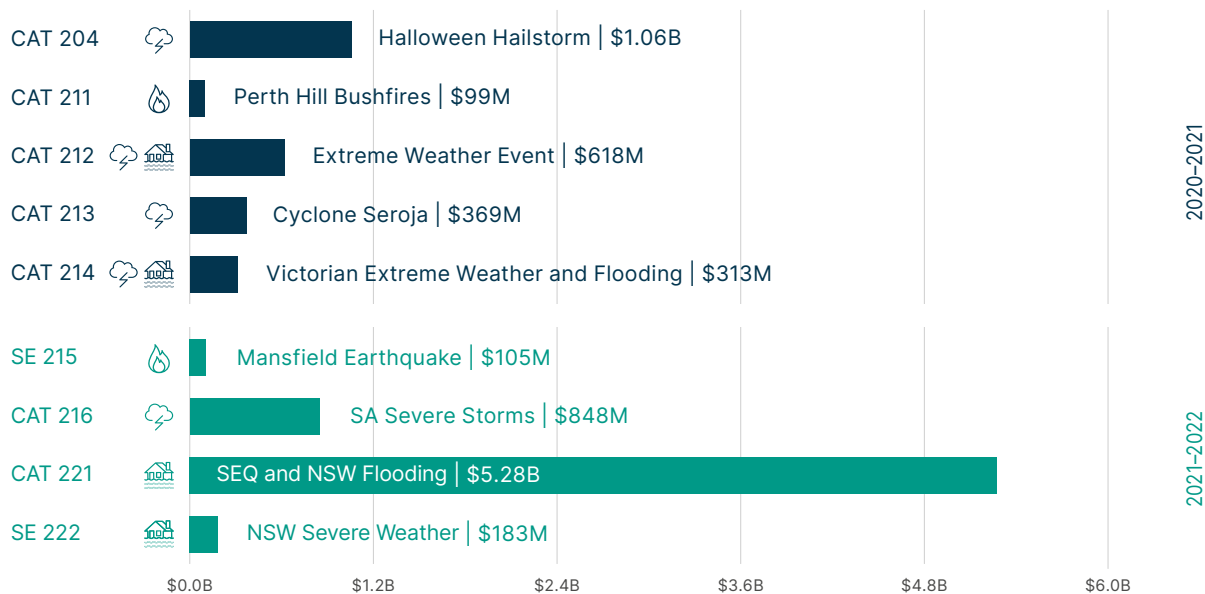 CAT 204 Halloween Hailstorm | $1.06B
CAT 211 Perth Hill Bushfires | $99M
CAT 212 Extreme Weather Event | $618M
CAT 213 Cyclone Seroja | $369M
CAT 214 Victorian Extreme Weather and Flooding | $313M
2020–2021
SE 215 Mansfield Earthquake | $105M
CAT 216 SA Severe Storms | $848M
CAT 221 SEQ and NSW Flooding | $5.28B
SE 222 NSW Severe Weather | $183M
2021–2022
$0.0B $1.2B $2.4B $3.6B $4.8B $6.0B